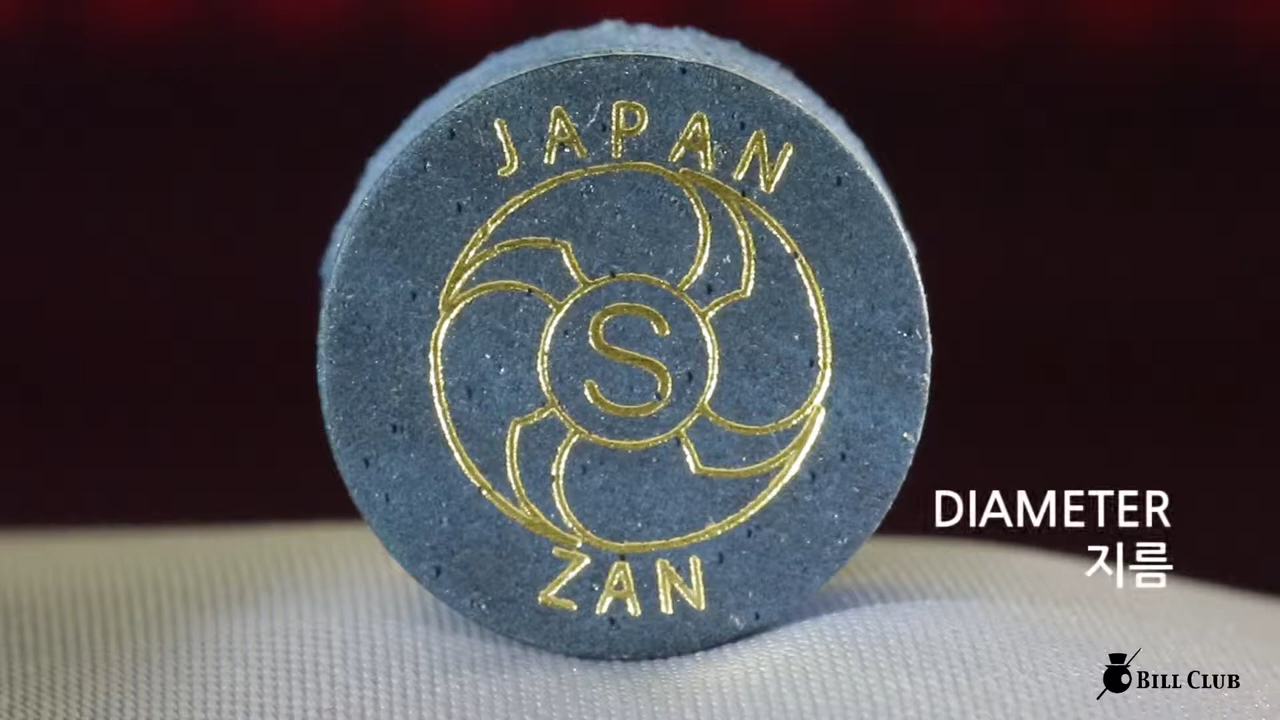 JAPAN
S
ZAN
DIAMETER
지름
BILL CLUB